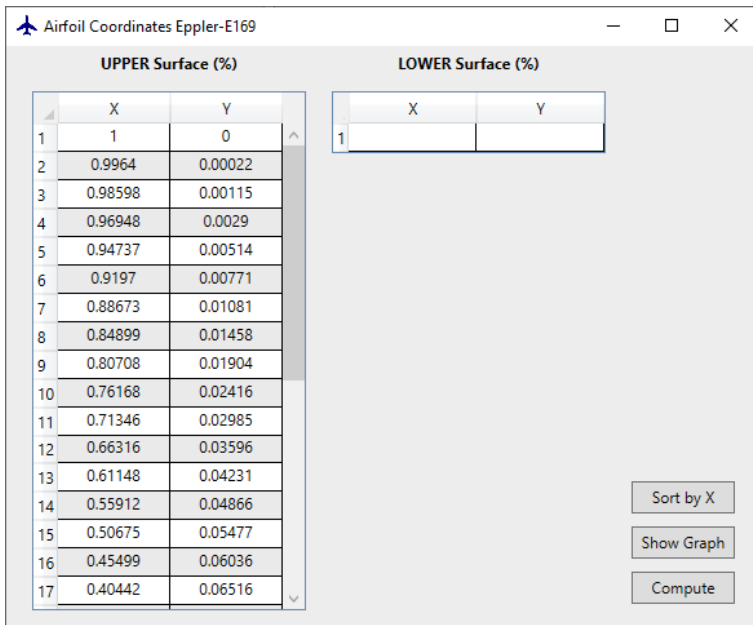 Airfoil Coordinates Eppler-E169
UPPER Surface (%) LOWER Surface (%)
X Y X Y
1 1 0 1
2 0.9964 0.00022
3 0.98598 0.00115
4 0.96948 0.0029
5 0.94737 0.00514
6 0.9197 0.00771
7 0.88673 0.01081
8 0.84899 0.01458
9 0.80708 0.01904
10 0.76168 0.02416
11 0.71346 0.02985
12 0.66316 0.03596
13 0.61148 0.04231
14 0.55912 0.04866
15 0.50675 0.05477
16 0.45499 0.06036
17 0.40442 0.06516
Sort by X
Show Graph
Compute